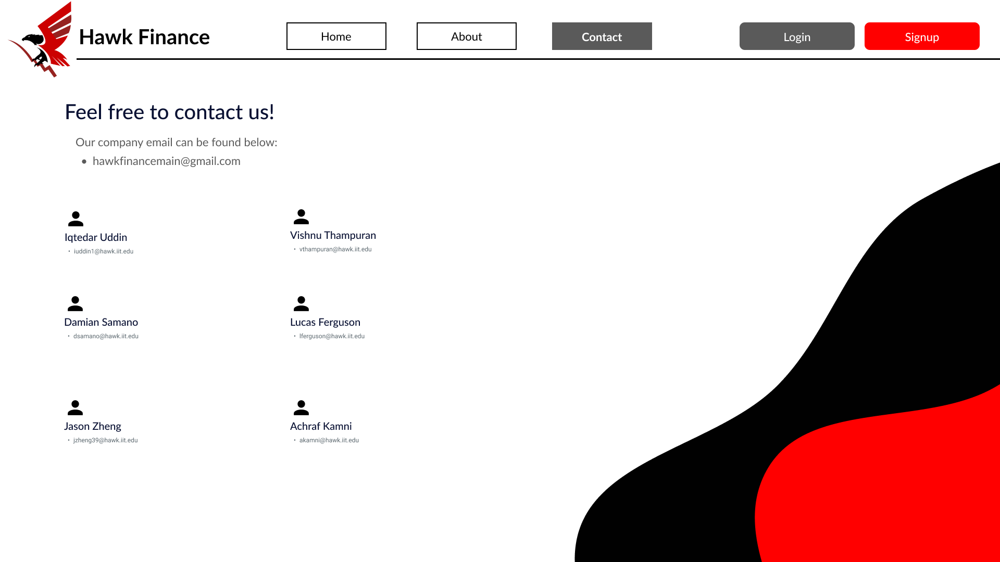 Hawk Finance
Home
About
Contact
Login
Signup
Feel free to contact us!
Our company email can be found below:
• hawkfinancemain@gmail.com
Iqtedar Uddin
• iuddin1@hawk.iit.edu
Vishnu Thampuran
• vthampuran@hawk.iit.edu
Damian Samano
• dsamano@hawk.iit.edu
Lucas Ferguson
• lferguson@hawk.iit.edu
Jason Zheng
• jzheng39@hawk.iit.edu
Achraf Kamni
• akamni@hawk.iit.edu